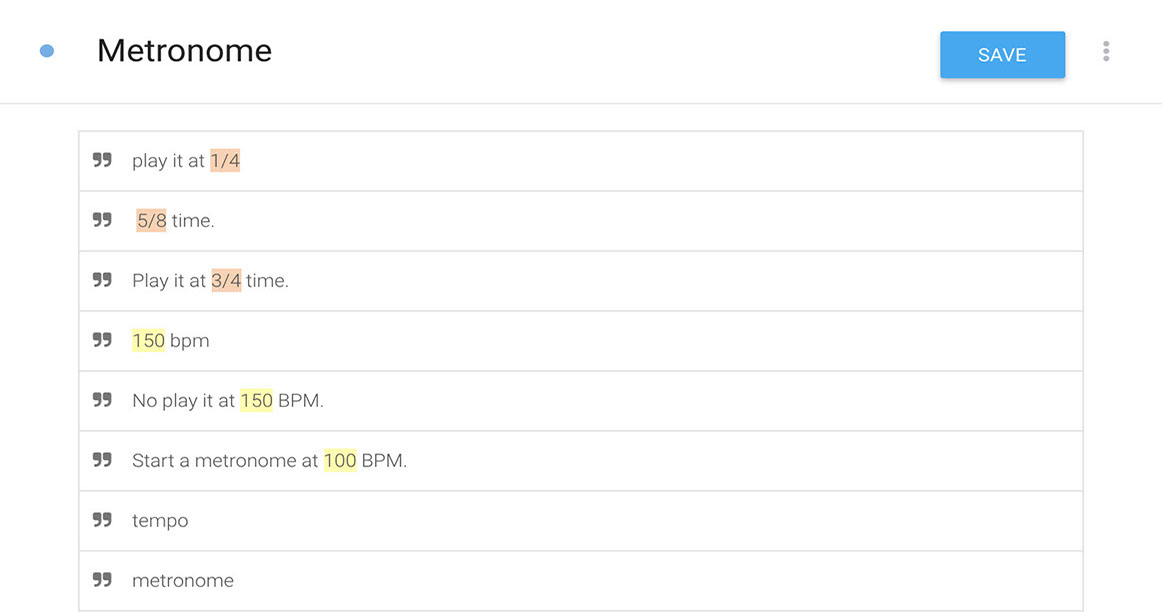 Metronome
SAVE
play it at 1/4
5/8 time.
Play it at 3/4 time.
150 bpm
No play it at 150 BPM.
Start a metronome at 100 BPM.
tempo
metronome